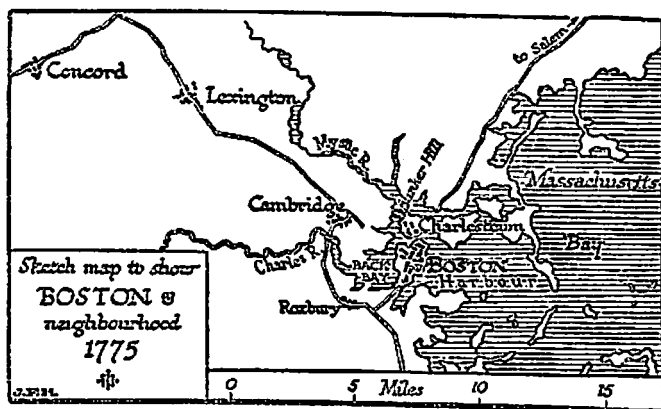 to Salem
Concord
Lexington
Mystic R.
Bunker Hill
Massachusetts
Bay
Cambridge
Charlestown
Charles R.
BACK
BAY
BOSTON
Harbour
Roxbury
Sketch map to show
BOSTON &
neighbourhood
1775
J.F.H.
0 5 Miles 10 15